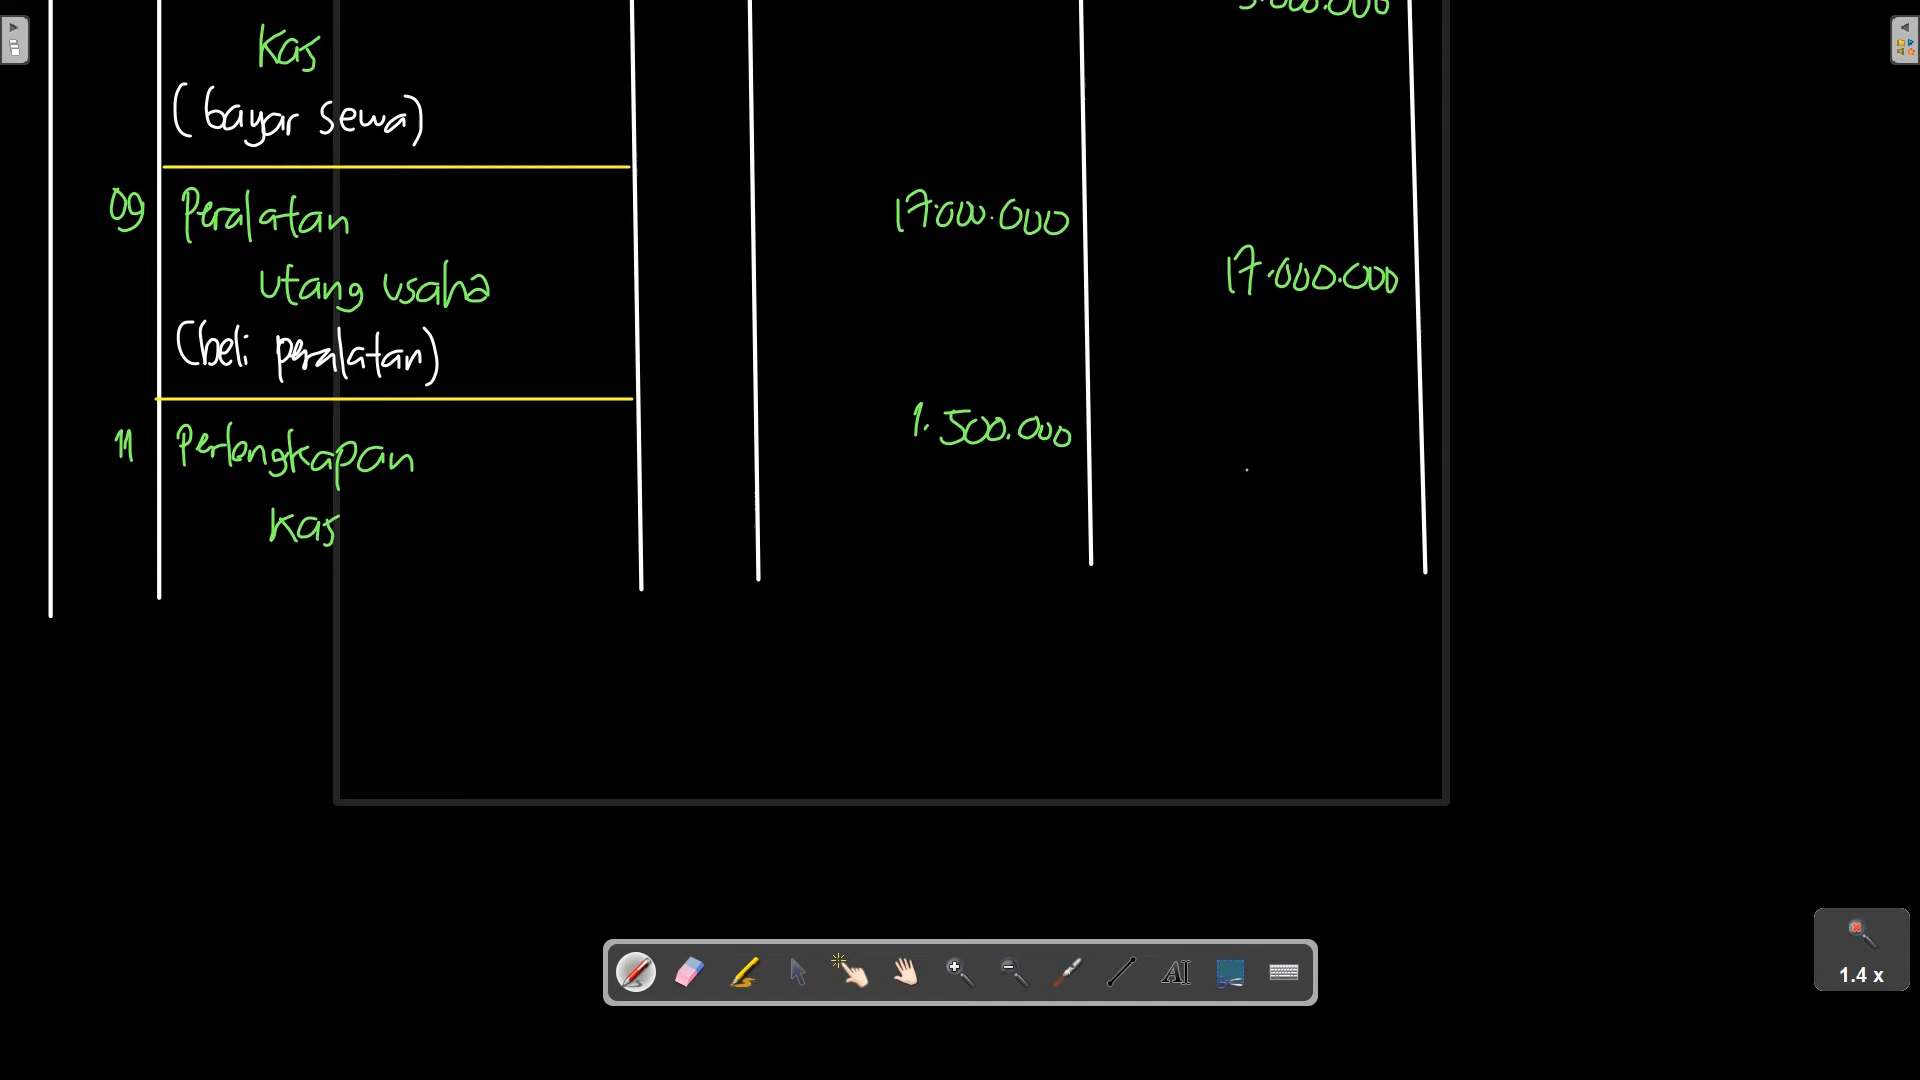 Kas
(bayar sewa)
09 Peralatan 17.000.000
Utang usaha 17.000.000
(beli peralatan)
11 Perlengkapan 1.500.000
Kas
AI
1.4 x